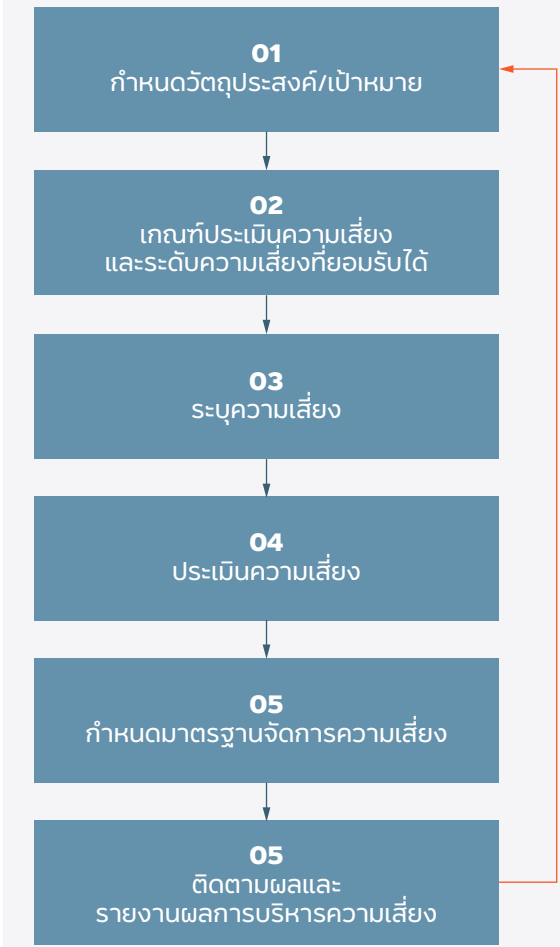 01
กำหนดวัตถุประสงค์/เป้าหมาย
02
เกณฑ์ประเมินความเสี่ยง
และระดับความเสี่ยงที่ยอมรับได้
03
ระบุความเสี่ยง
04
ประเมินความเสี่ยง
05
กำหนดมาตรฐานจัดการความเสี่ยง
05
ติดตามผลและ
รายงานผลการบริหารความเสี่ยง